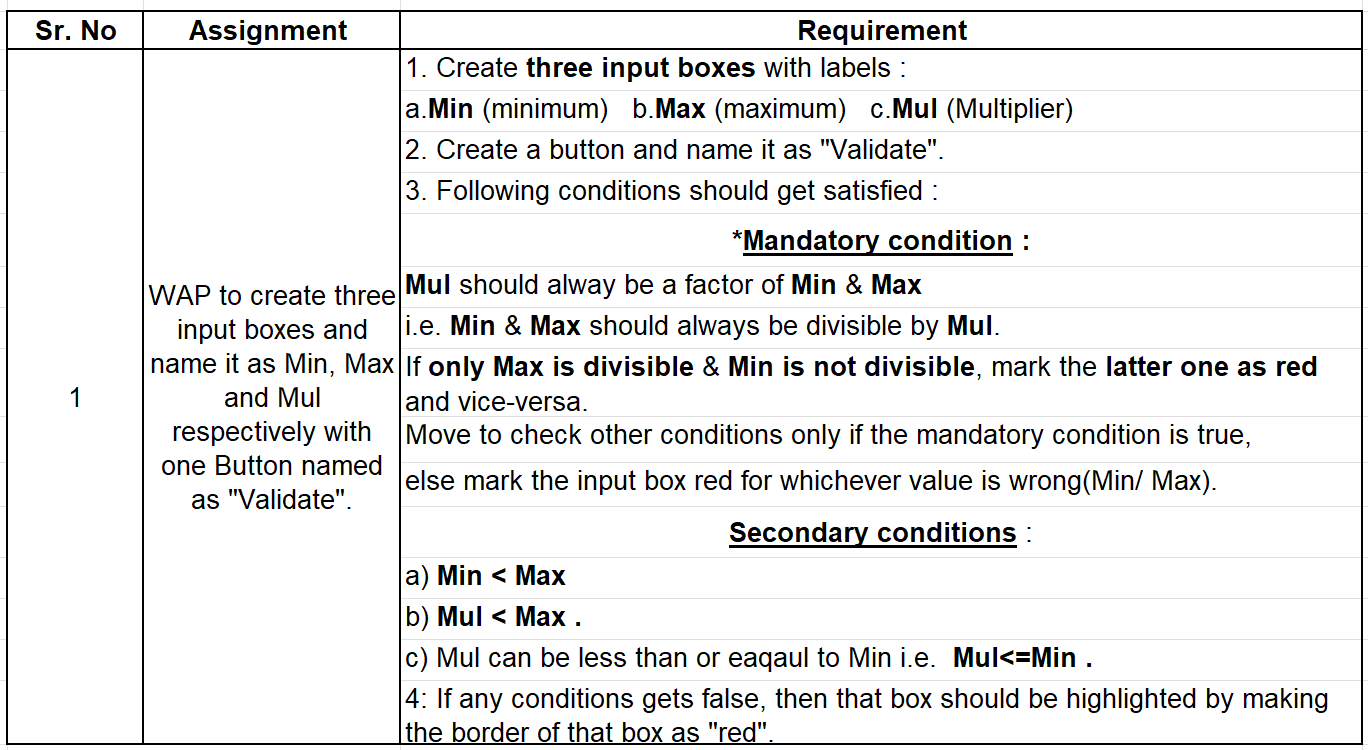 Sr. No
Assignment
Requirement
1
WAP to create three
input boxes and
name it as Min, Max
and Mul
respectively with
one Button named
as "Validate".
1. Create three input boxes with labels :
a.Min (minimum) b.Max (maximum) c.Mul (Multiplier)
2. Create a button and name it as "Validate".
3. Following conditions should get satisfied :
*Mandatory condition :
Mul should alway be a factor of Min & Max
i.e. Min & Max should always be divisible by Mul.
If only Max is divisible & Min is not divisible, mark the latter one as red
and vice-versa.
Move to check other conditions only if the mandatory condition is true,
else mark the input box red for whichever value is wrong(Min/ Max).
Secondary conditions :
a) Min < Max
b) Mul < Max .
c) Mul can be less than or eaqaul to Min i.e. Mul<=Min .
4: If any conditions gets false, then that box should be highlighted by making
the border of that box as "red".